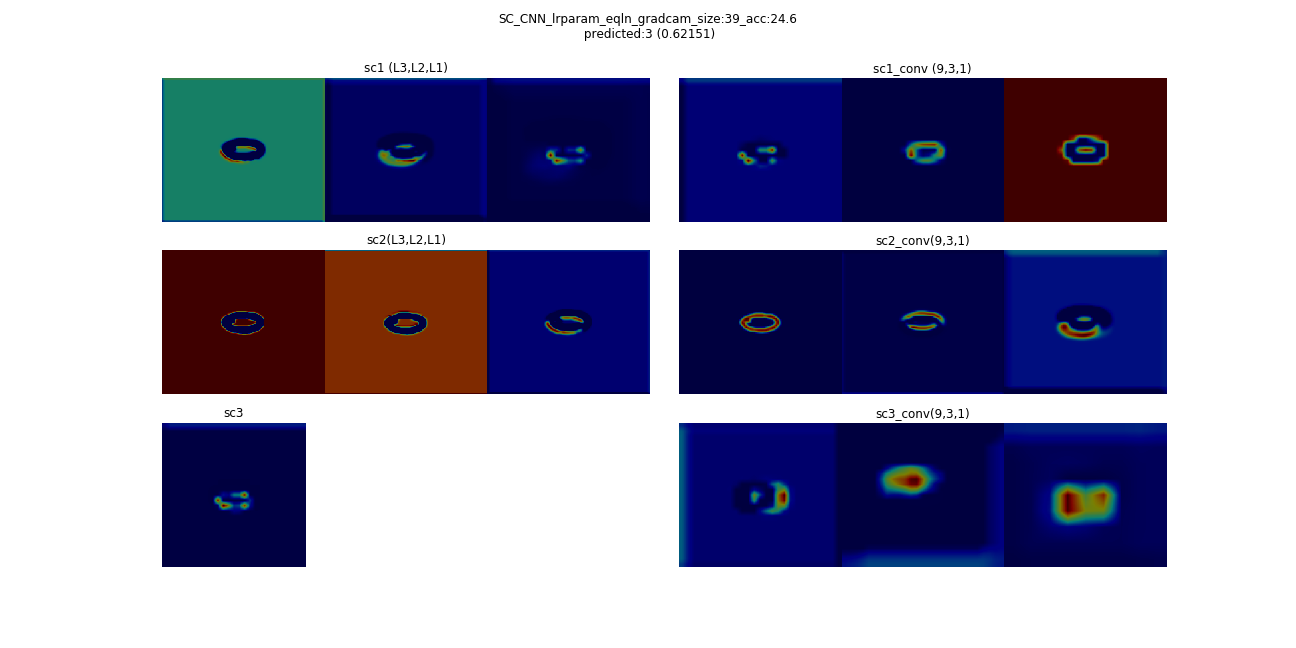 SC_CNN_lrparam_eqln_gradcam_size:39_acc:24.6
predicted:3 (0.62151)
sc1 (L3,L2,L1)
sc1_conv (9,3,1)
sc2(L3,L2,L1)
sc2_conv(9,3,1)
sc3
sc3_conv(9,3,1)